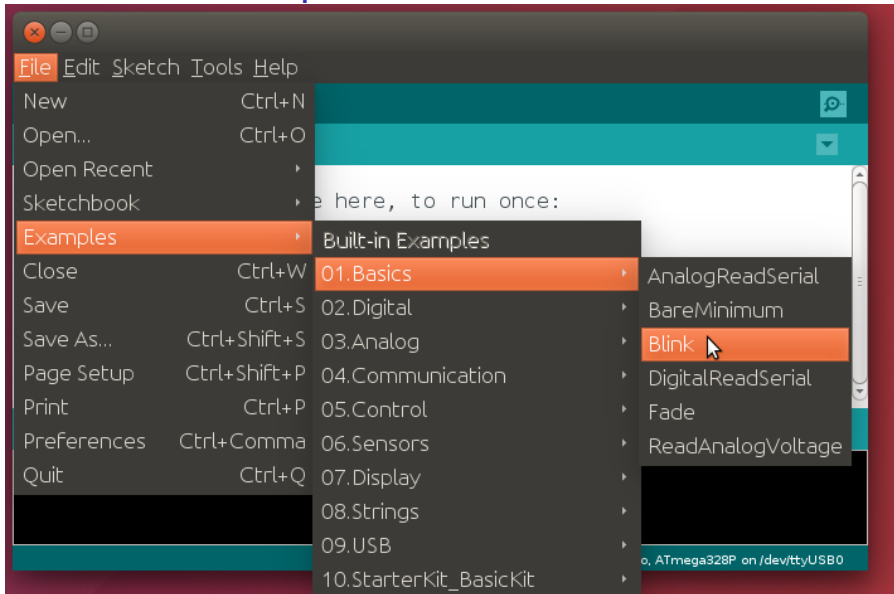 File Edit Sketch Tools Help
New Ctrl+N
Open... Ctrl+O
Open Recent
Sketchbook
Examples
Close Ctrl+W
Save Ctrl+S
Save As... Ctrl+Shift+S
Page Setup Ctrl+Shift+P
Print Ctrl+P
Preferences Ctrl+Comma
Quit Ctrl+Q
here, to run once:
Built-in Examples
01.Basics
02.Digital
03.Analog
04.Communication
05.Control
06.Sensors
07.Display
08.Strings
09.USB
10.StarterKit_BasicKit
AnalogReadSerial
BareMinimum
Blink
DigitalReadSerial
Fade
ReadAnalogVoltage
o, ATmega328P on /dev/ttyUSB0